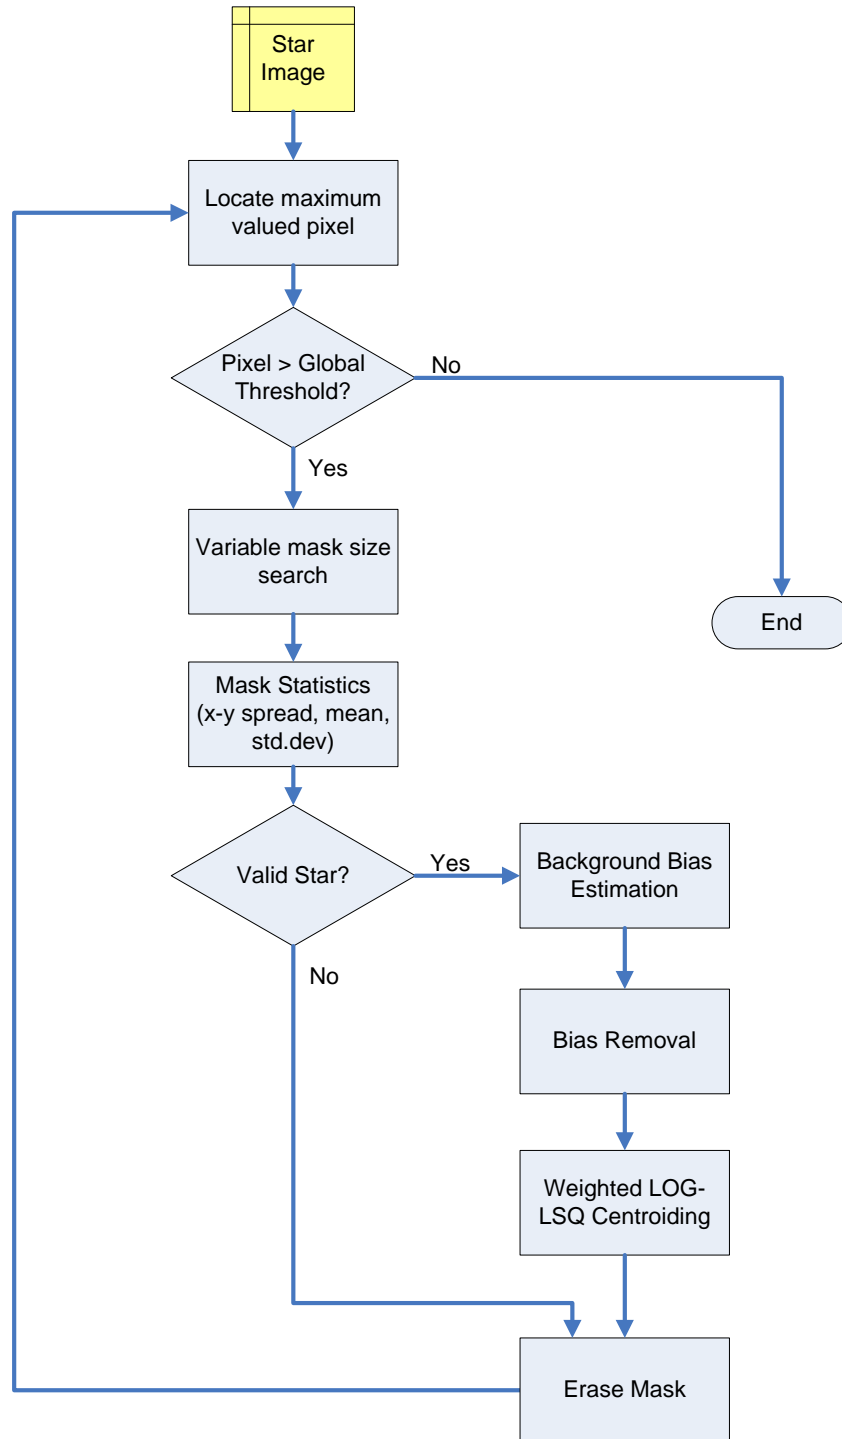 Star
Image
Locate maximum
valued pixel
Pixel > Global
Threshold?
No
Yes
Variable mask size
search
End
Mask Statistics
(x-y spread, mean,
std.dev)
Valid Star?
Yes
Background Bias
Estimation
No
Bias Removal
Weighted LOG-
LSQ Centroiding
Erase Mask